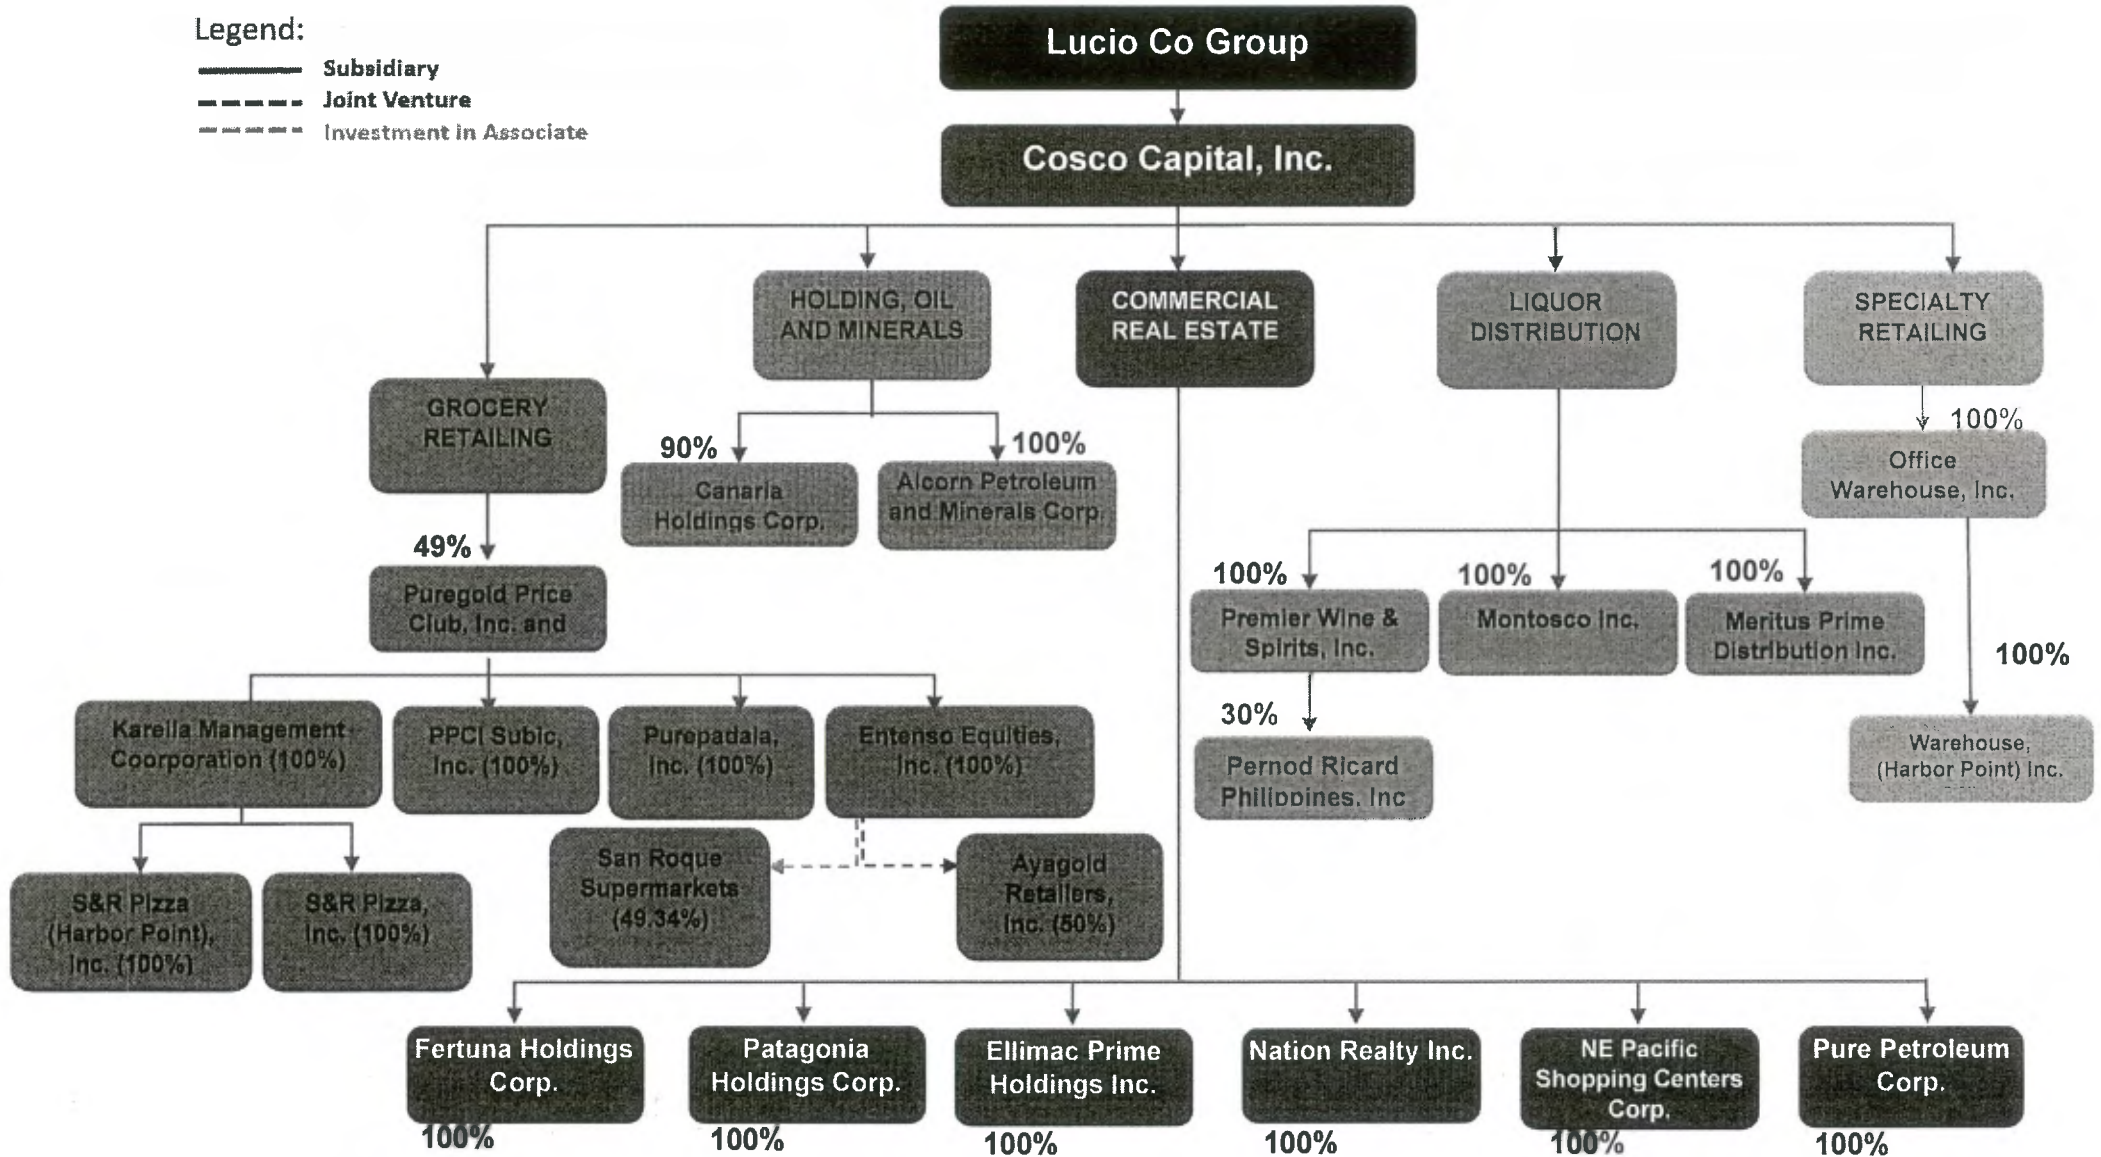 Legend:
Subsidiary
Joint Venture
Investment in Associate
Lucio Co Group
Cosco Capital, Inc.
HOLDING, OIL
AND MINERALS
COMMERCIAL
REAL ESTATE
LIQUOR
DISTRIBUTION
SPECIALTY
RETAILING
GROCERY
RETAILING
90%
Canaria
Holdings Corp.
100%
Alcorn Petroleum
and Minerals Corp.
100%
Office
Warehouse, Inc.
49%
Puregold Price
Club, Inc. and
100%
Premier Wine &
Spirits, Inc.
100%
Montosco Inc.
100%
Meritus Prime
Distribution Inc.
100%
Warehouse,
(Harbor Point) Inc.
30%
Pernod Ricard
Philippines, Inc
Karella Management
Coorporation (100%)
PPCI Subic,
Inc. (100%)
Purepadala,
Inc. (100%)
Entenso Equities,
Inc. (100%)
S&R Pizza
(Harbor Point),
Inc. (100%)
S&R Pizza,
Inc. (100%)
San Roque
Supermarkets
(49.34%)
Ayagold
Retailers,
Inc. (50%)
Fertuna Holdings
Corp.
100%
Patagonia
Holdings Corp.
100%
Ellimac Prime
Holdings Inc.
100%
Nation Realty Inc.
100%
NE Pacific
Shopping Centers
Corp.
100%
Pure Petroleum
Corp.
100%